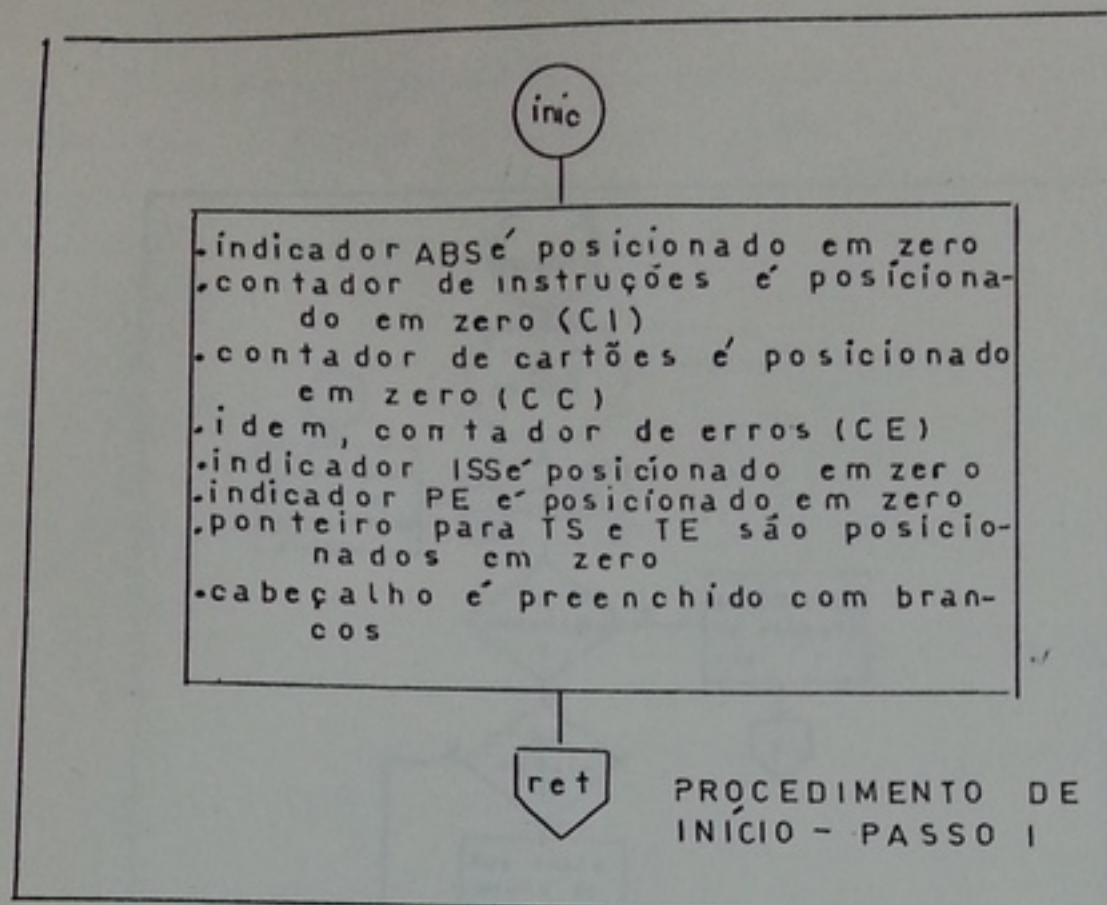 inic
.indicador ABS é posicionado em zero
.contador de instruções é posiciona-
do em zero (CI)
.contador de cartões é posicionado
em zero (CC)
.idem, contador de erros (CE)
.indicador ISS é posicionado em zero
.indicador PE é posicionado em zero
.ponteiro para TS e TE são posicio-
nados em zero
.cabeçalho é preenchido com bran-
cos
ret
PROCEDIMENTO DE
INÍCIO - PASSO I